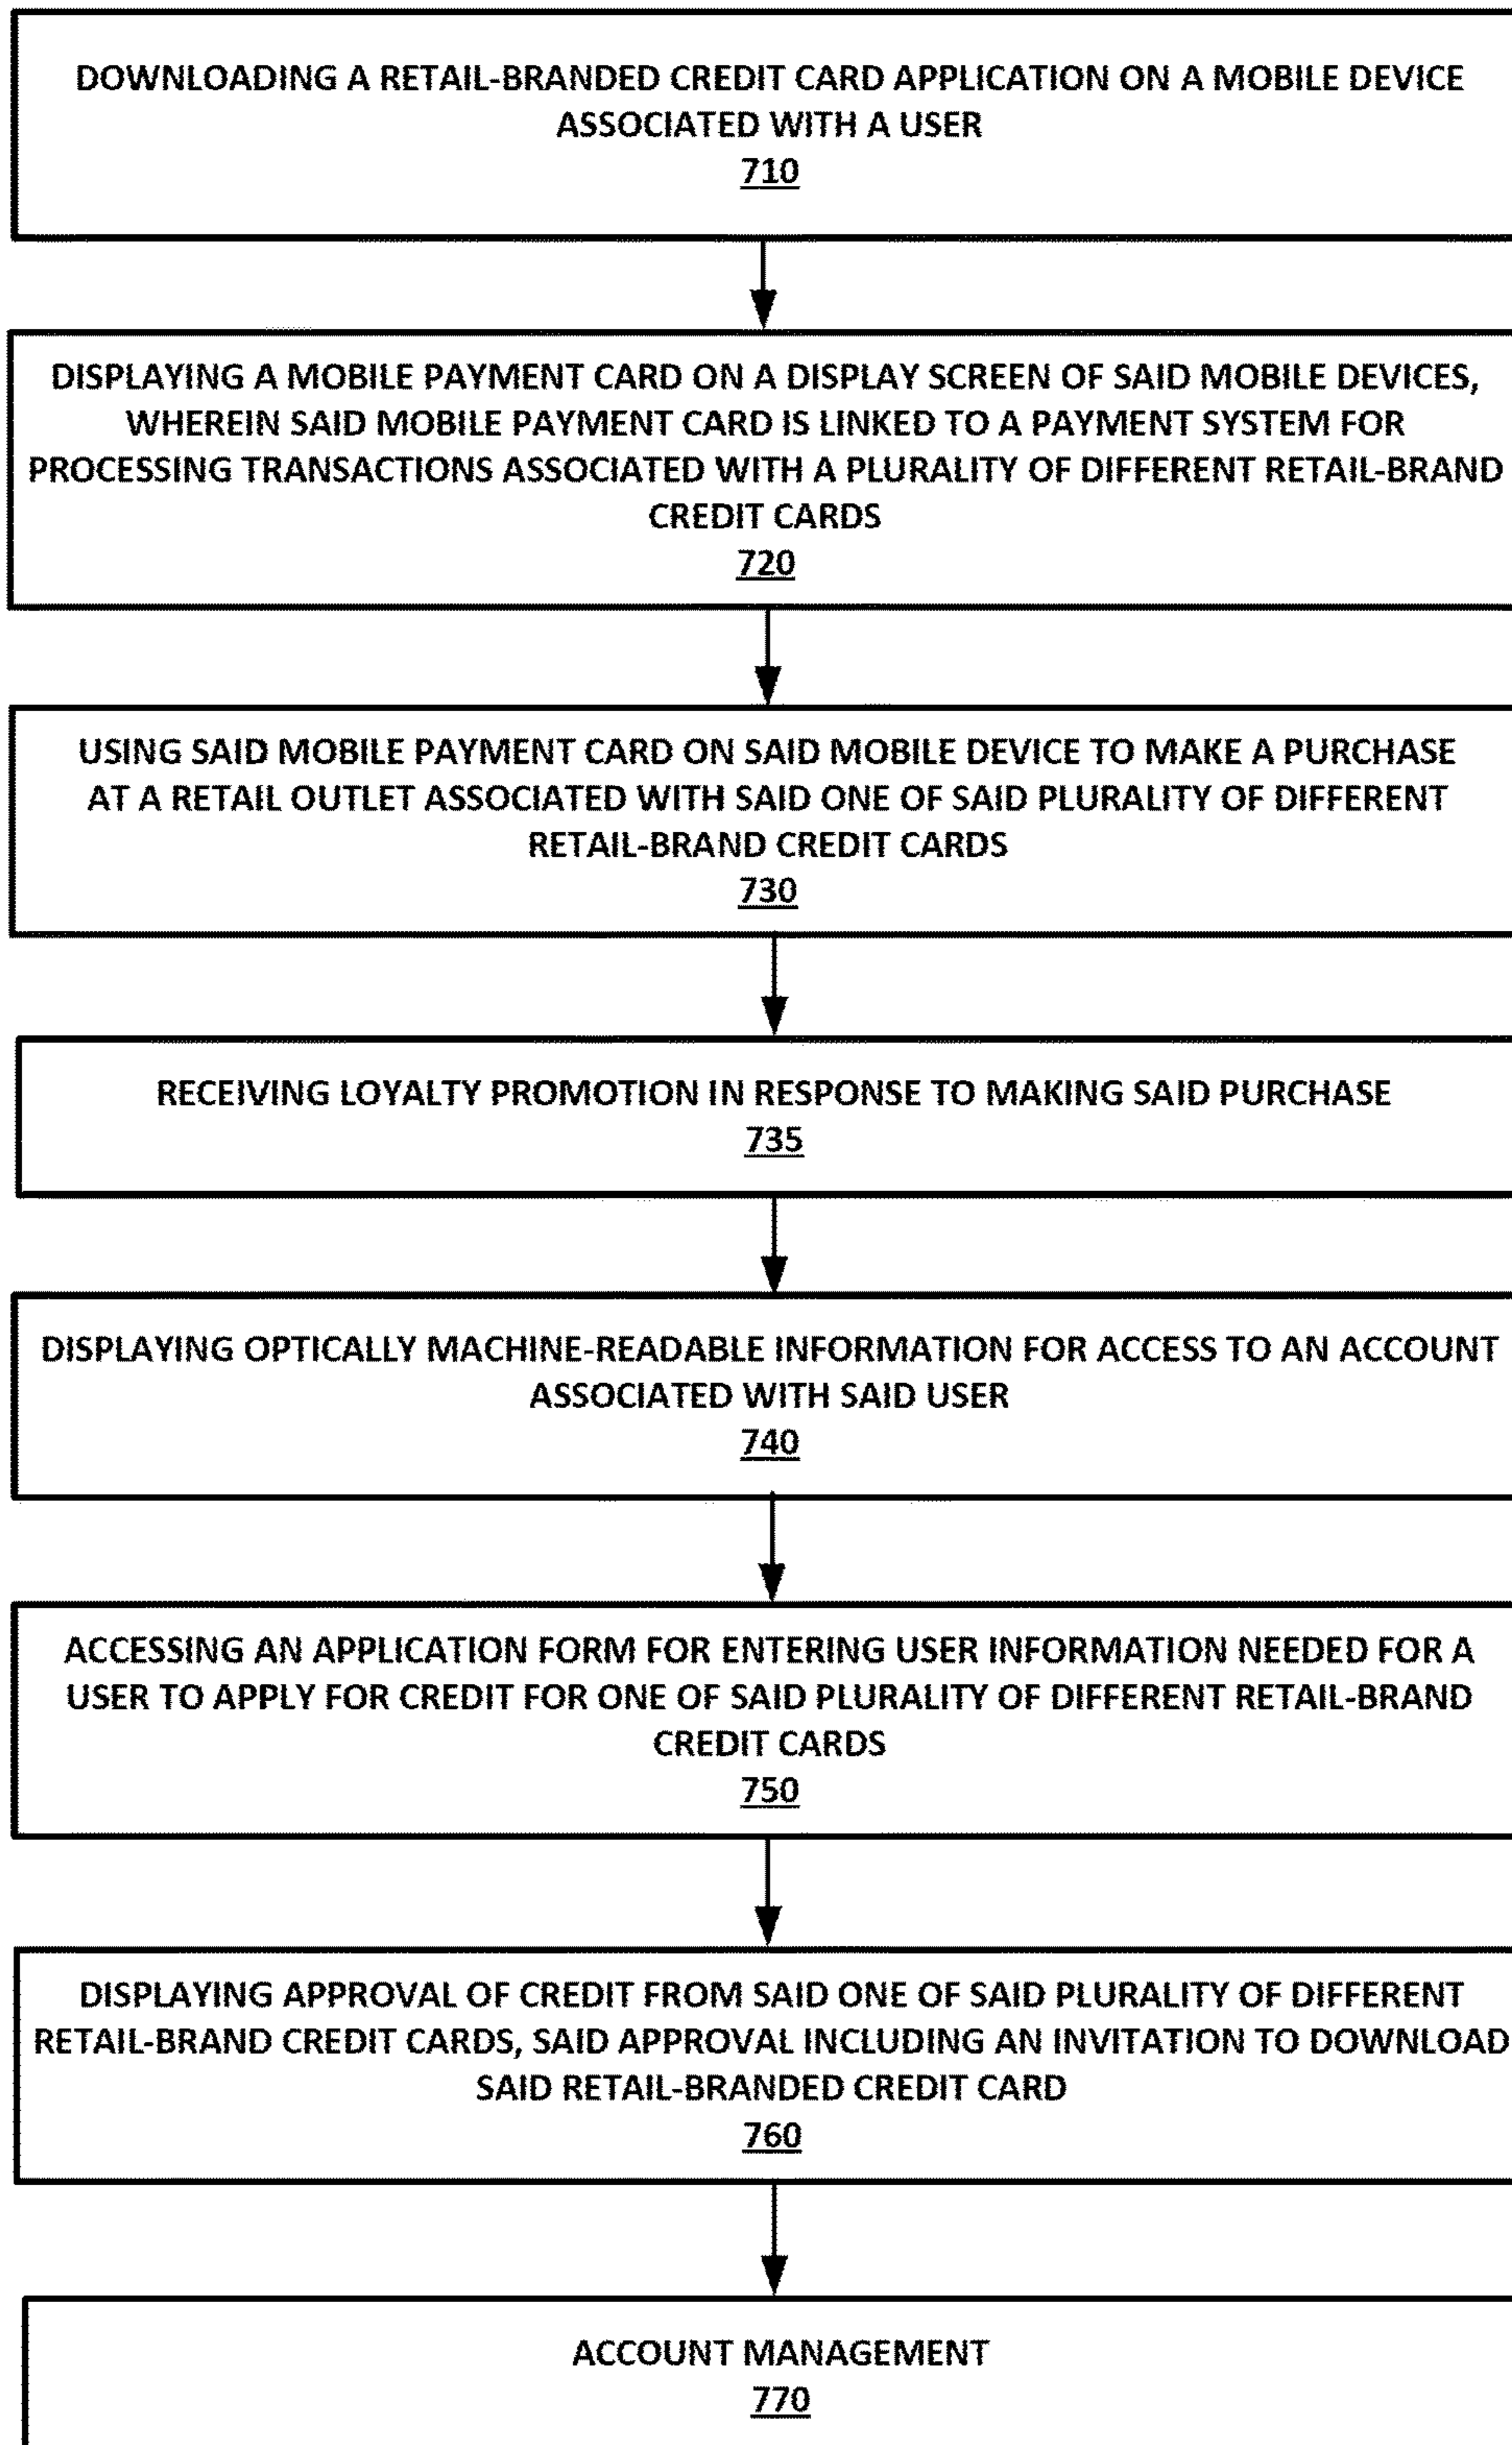 DOWNLOADING A RETAIL-BRANDED CREDIT CARD APPLICATION ON A MOBILE DEVICE
ASSOCIATED WITH A USER
710
DISPLAYING A MOBILE PAYMENT CARD ON A DISPLAY SCREEN OF SAID MOBILE DEVICES,
WHEREIN SAID MOBILE PAYMENT CARD IS LINKED TO A PAYMENT SYSTEM FOR
PROCESSING TRANSACTIONS ASSOCIATED WITH A PLURALITY OF DIFFERENT RETAIL-BRAND
CREDIT CARDS
720
USING SAID MOBILE PAYMENT CARD ON SAID MOBILE DEVICE TO MAKE A PURCHASE
AT A RETAIL OUTLET ASSOCIATED WITH SAID ONE OF SAID PLURALITY OF DIFFERENT
RETAIL-BRAND CREDIT CARDS
730
RECEIVING LOYALTY PROMOTION IN RESPONSE TO MAKING SAID PURCHASE
735
DISPLAYING OPTICALLY MACHINE-READABLE INFORMATION FOR ACCESS TO AN ACCOUNT
ASSOCIATED WITH SAID USER
740
ACCESSING AN APPLICATION FORM FOR ENTERING USER INFORMATION NEEDED FOR A
USER TO APPLY FOR CREDIT FOR ONE OF SAID PLURALITY OF DIFFERENT RETAIL-BRAND
CREDIT CARDS
750
DISPLAYING APPROVAL OF CREDIT FROM SAID ONE OF SAID PLURALITY OF DIFFERENT
RETAIL-BRAND CREDIT CARDS, SAID APPROVAL INCLUDING AN INVITATION TO DOWNLOAD
SAID RETAIL-BRANDED CREDIT CARD
760
ACCOUNT MANAGEMENT
770